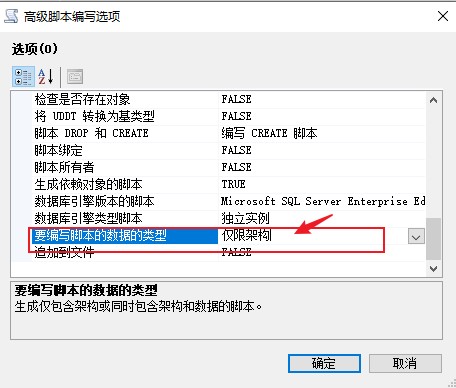 高级脚本编写选项
选项(O)
检查是否存在对象 FALSE
将 UDDT 转换为基类型 FALSE
脚本 DROP 和 CREATE 编写 CREATE 脚本
脚本绑定 FALSE
脚本所有者 FALSE
生成依赖对象的脚本 TRUE
数据库引擎版本的脚本 Microsoft SQL Server Enterprise Ed
数据库引擎类型脚本 独立实例
要编写脚本的数据的类型 仅限架构
追加到文件 FALSE
要编写脚本的数据的类型
生成仅包含架构或同时包含架构和数据的脚本。
确定 取消